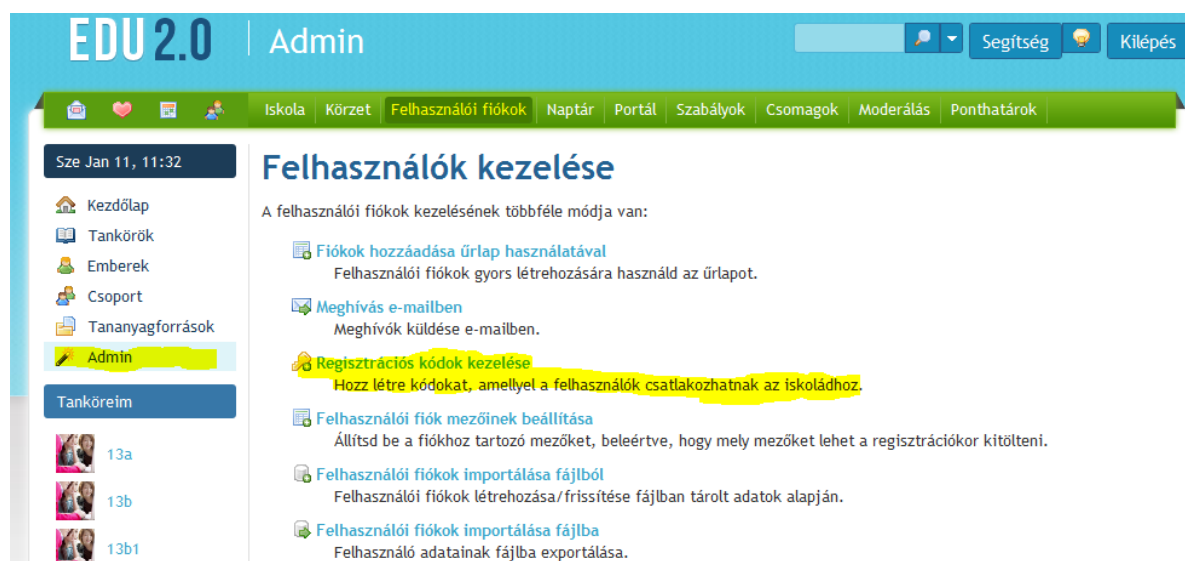 EDU 2.0 Admin Segítség Kilépés
Iskola Körzet Felhasználói fiókok Naptár Portál Szabályok Csomagok Moderálás Ponthatárok
Sze Jan 11, 11:32
Kezdőlap
Tankörök
Emberek
Csoport
Tananyagforrások
Admin
Tanköreim
13a
13b
13b1
Felhasználók kezelése
A felhasználói fiókok kezelésének többféle módja van:
Fiókok hozzáadása űrlap használatával
Felhasználói fiókok gyors létrehozására használd az űrlapot.
Meghívás e-mailben
Meghívók küldése e-mailben.
Regisztrációs kódok kezelése
Hozz létre kódokat, amellyel a felhasználók csatlakozhatnak az iskoládhoz.
Felhasználói fiók mezőinek beállítása
Állítsd be a fiókhoz tartozó mezőket, beleértve, hogy mely mezőket lehet a regisztrációkor kitölteni.
Felhasználói fiókok importálása fájlból
Felhasználói fiókok létrehozása/frissítése fájlban tárolt adatok alapján.
Felhasználói fiókok importálása fájlba
Felhasználó adatainak fájlba exportálása.